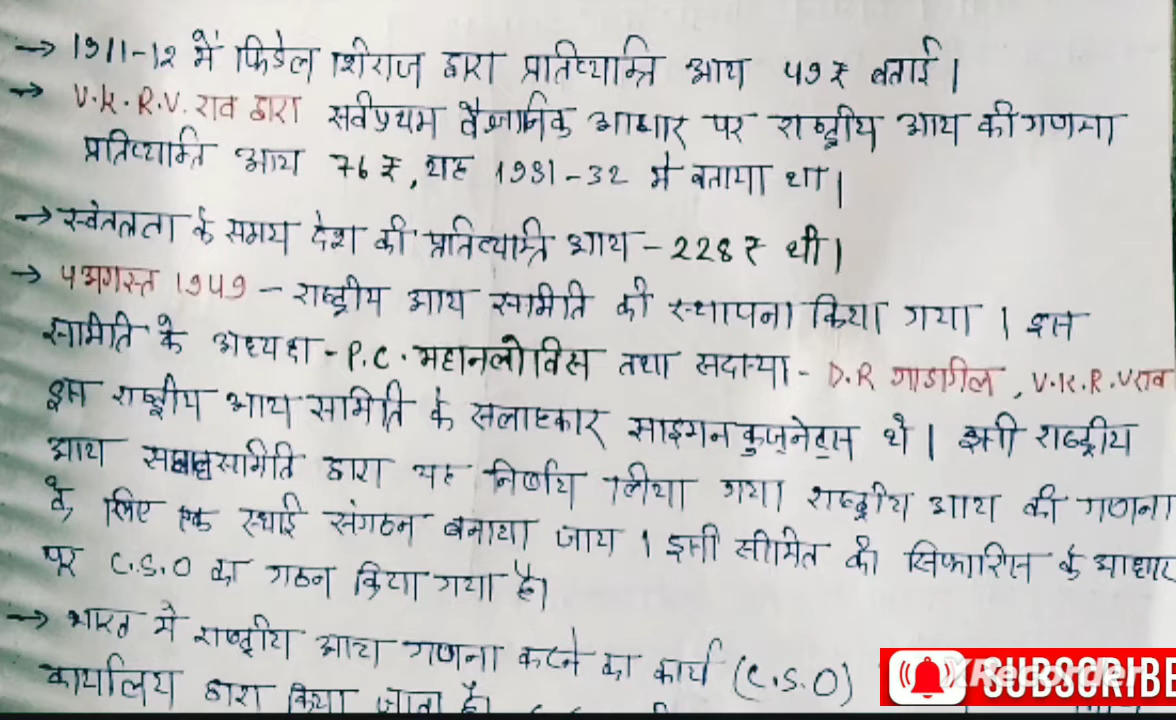 → 1911-12 में फिडेल शिराज द्वारा प्रतिव्यक्ति आय 49 ₹ बताई।
→ V.K.R.V. राव द्वारा सर्वप्रथम वैज्ञानिक आधार पर राष्ट्रीय आय की गणना
प्रतिव्यक्ति आय 76 ₹, यह 1931-32 में बताया था।
→ स्वतंत्रता के समय देश की प्रतिव्यक्ति आय - 228 ₹ थी।
→ 4 अगस्त 1949 - राष्ट्रीय आय समिति की स्थापना किया गया। इस
समिति के अध्यक्ष - P.C. महानलोविस तथा सदस्य - D.R गाडगिल, V.K.R.V राव
इस राष्ट्रीय आय समिति के सलाहकार साइमन कुज़नेट्स थे। इसी राष्ट्रीय
आय समिति द्वारा यह निर्णय लिया गया राष्ट्रीय आय की गणना
के लिए एक स्थाई संगठन बनाया जाय। इसी समिति की सिफारिस के आधार
पर C.S.O का गठन किया गया है।
→ भारत में राष्ट्रीय आय गणना करने का कार्य (C.S.O)
कार्यालय द्वारा किया जाता है।
XRecorder
SUBSCRIBE